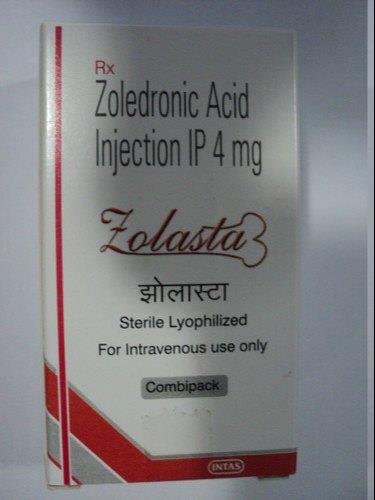 Rx
Zoledronic Acid
Injection IP 4 mg
Zolasta
झोलास्टा
Sterile Lyophilized
For Intravenous use only
Combipack
INTAS